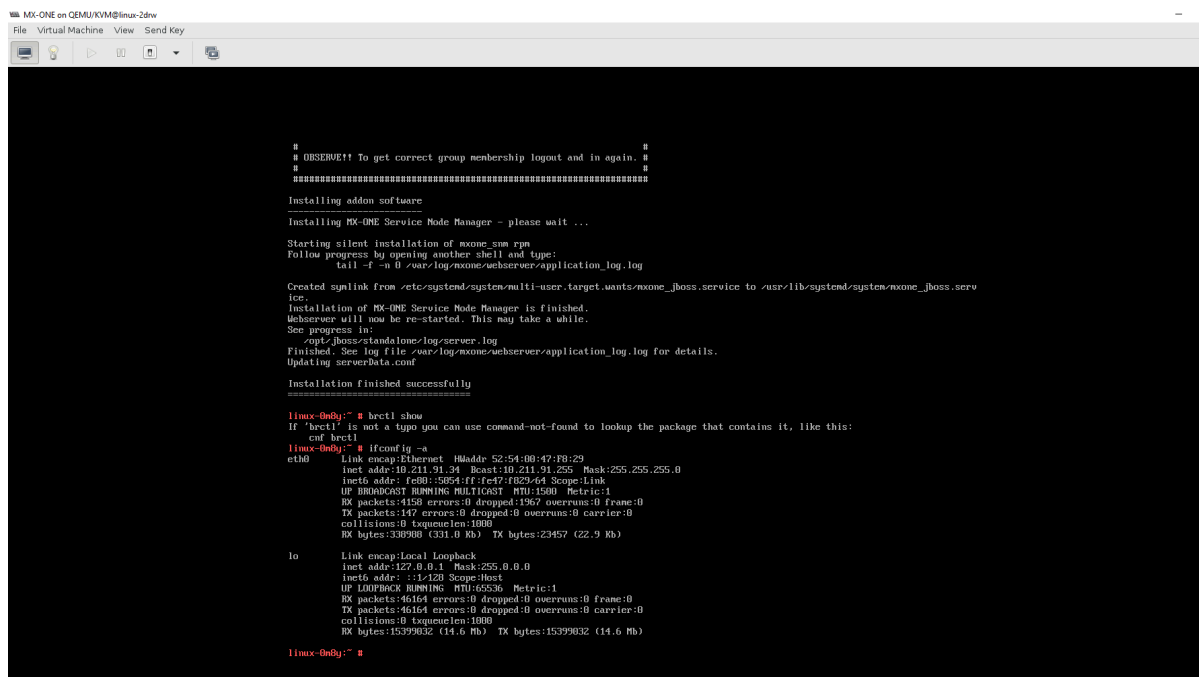 MX-ONE on QEMU/KVM@linux-2drw
File Virtual Machine View Send Key
# #
# OBSERVE!! To get correct group membership logout and in again. #
# #
##################################################################
Installing addon software
-------------------------
Installing MX-ONE Service Node Manager - please wait ...
Starting silent installation of mxone_snm rpm
Follow progress by opening another shell and type:
tail -f -n 0 /var/log/mxone/webserver/application_log.log
Created symlink from /etc/systemd/system/multi-user.target.wants/mxone_jboss.service to /usr/lib/systemd/system/mxone_jboss.serv
ice.
Installation of MX-ONE Service Node Manager is finished.
Webserver will now be re-started. This may take a while.
See progress in:
/opt/jboss/standalone/log/server.log
Finished. See log file /var/log/mxone/webserver/application_log.log for details.
Updating serverData.conf
Installation finished successfully
==================================
linux-0m8y:~ # brctl show
If 'brctl' is not a typo you can use command-not-found to lookup the package that contains it, like this:
cnf brctl
linux-0m8y:~ # ifconfig -a
eth0 Link encap:Ethernet HWaddr 52:54:00:47:F8:29
inet addr:10.211.91.34 Bcast:10.211.91.255 Mask:255.255.255.0
inet6 addr: fe80::5054:ff:fe47:f829/64 Scope:Link
UP BROADCAST RUNNING MULTICAST MTU:1500 Metric:1
RX packets:4158 errors:0 dropped:1967 overruns:0 frame:0
TX packets:147 errors:0 dropped:0 overruns:0 carrier:0
collisions:0 txqueuelen:1000
RX bytes:338988 (331.0 Kb) TX bytes:23457 (22.9 Kb)
lo Link encap:Local Loopback
inet addr:127.0.0.1 Mask:255.0.0.0
inet6 addr: ::1/128 Scope:Host
UP LOOPBACK RUNNING MTU:65536 Metric:1
RX packets:46164 errors:0 dropped:0 overruns:0 frame:0
TX packets:46164 errors:0 dropped:0 overruns:0 carrier:0
collisions:0 txqueuelen:1000
RX bytes:15399032 (14.6 Mb) TX bytes:15399032 (14.6 Mb)
linux-0m8y:~ #